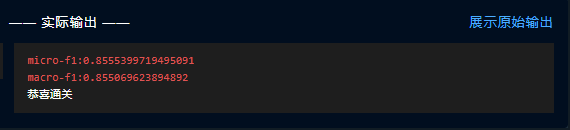 —— 实际输出 ——
展示原始输出
micro-f1:0.8555399719495091
macro-f1:0.855069623894892
恭喜通关